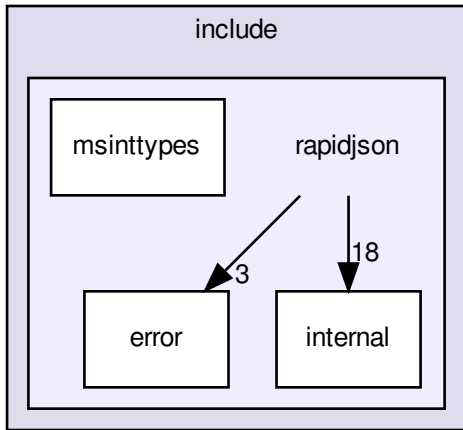 include
msinttypes
rapidjson
3
18
error
internal